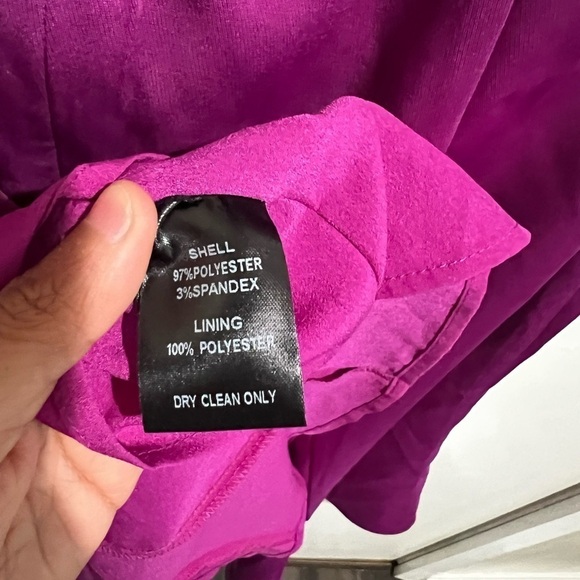 SHELL
97%POLYESTER
3%SPANDEX
LINING
100% POLYESTER
DRY CLEAN ONLY